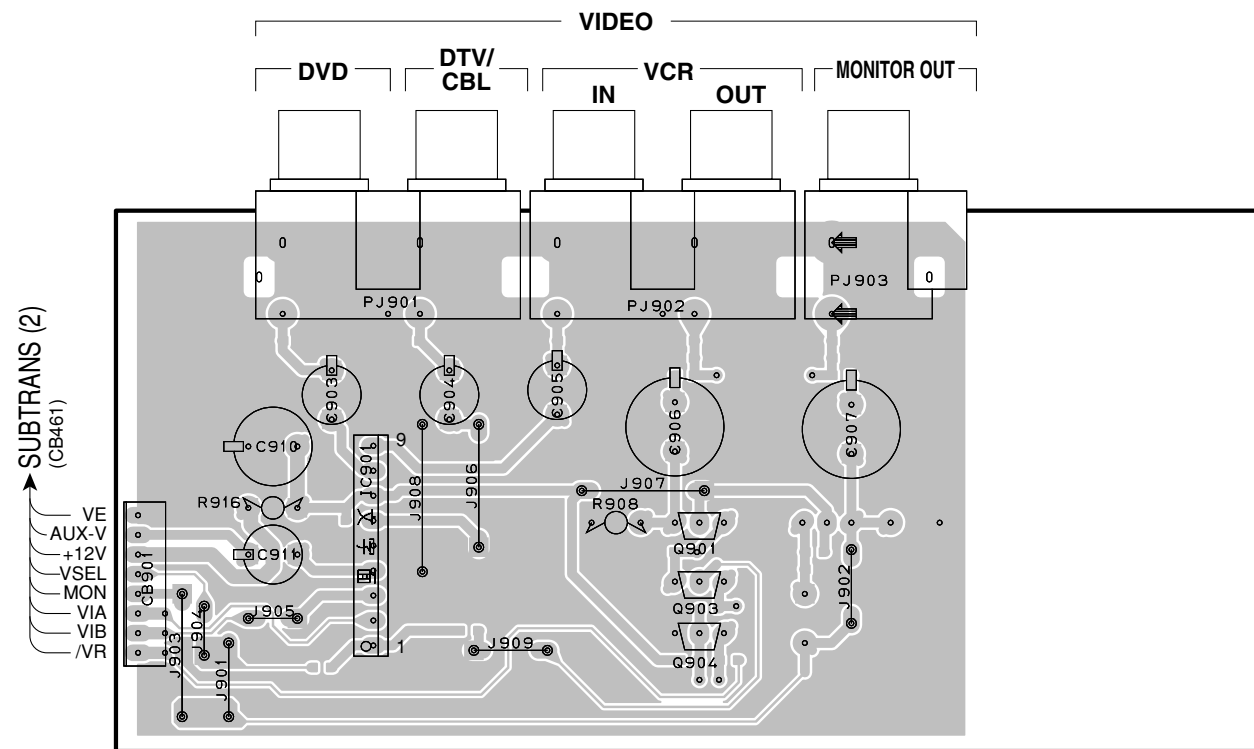 VIDEO
DVD
DTV/
CBL
VCR
MONITOR OUT
IN
OUT
PJ901
PJ902
PJ903
SUBTRANS (2)
(CB461)
VE
AUX-V
+12V
VSEL
MON
VIA
VIB
/VR
CB901
C903
C904
C905
C906
C907
C910
C911
R916
IC901
9
1
J908
J906
J907
R908
Q901
Q903
Q904
J902
J909
J905
J904
J903
J901